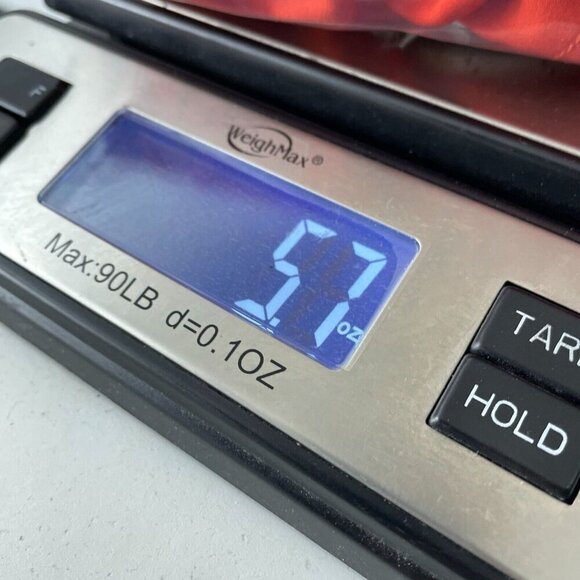 WeighMax®
5.7 oz
Max:90LB d=0.1OZ
HOLD